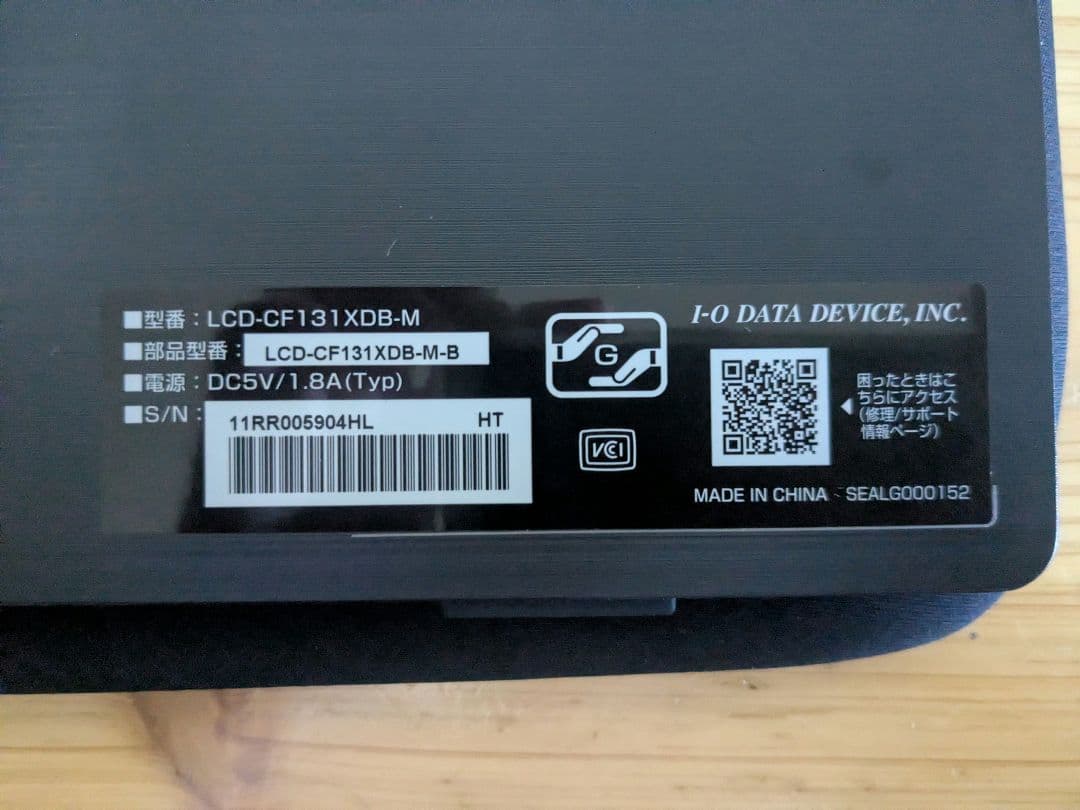 ■型番：LCD-CF131XDB-M
■部品型番：LCD-CF131XDB-M-B
■電源：DC5V/1.8A(Typ)
■S/N：
11RR005904HL HT
G
VCCI
I-O DATA DEVICE, INC.
困ったときはこ
ちらにアクセス
(修理/サポート
情報ページ)
MADE IN CHINA SEALG000152